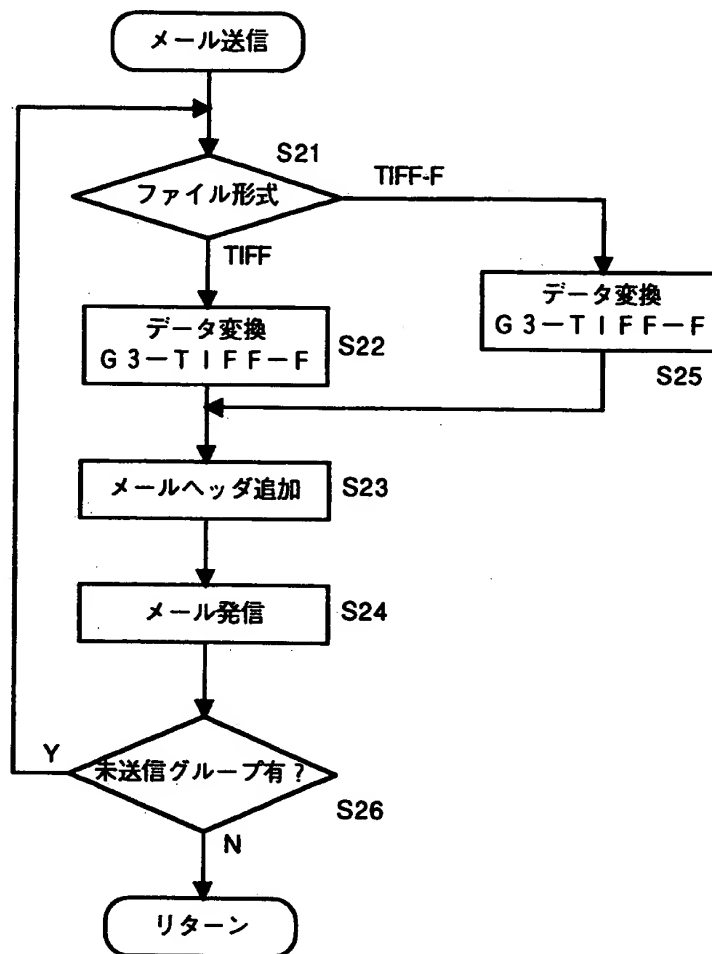 メール送信
S21
ファイル形式
TIFF-F
TIFF
データ変換
G3-TIFF-F
S22
データ変換
G3-TIFF-F
S25
メールヘッダ追加
S23
メール発信
S24
Y
未送信グループ有?
S26
N
リターン